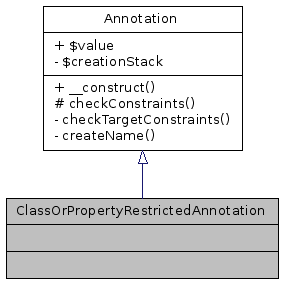 Annotation
+ $value
- $creationStack
+ __construct()
# checkConstraints()
- checkTargetConstraints()
- createName()
ClassOrPropertyRestrictedAnnotation